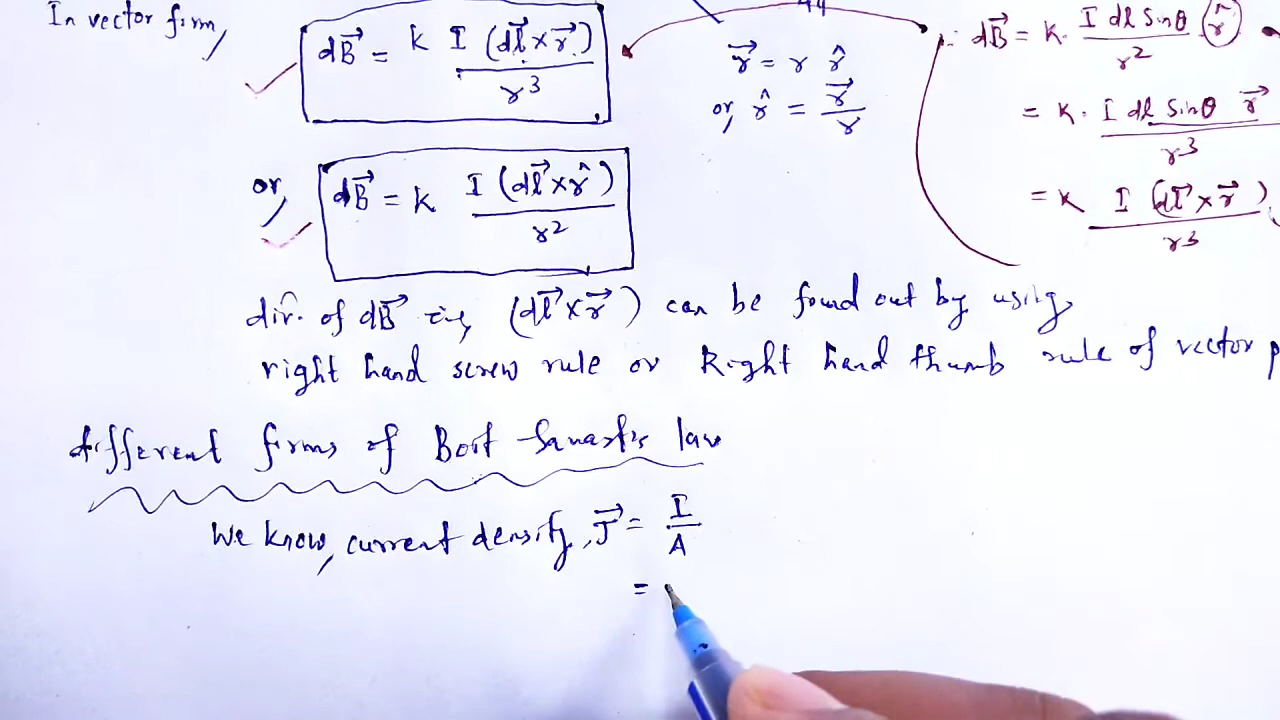 In vector form,
dB⃗ = k I (dl⃗ × r⃗) / r³
r⃗ = r r̂
or, r̂ = r⃗ / r
∴ dB⃗ = K. I dl Sinθ / r² . r̂
= K. I dl Sinθ r⃗ / r³
= K I (dl⃗ × r⃗) / r³
or, dB⃗ = k I (dl⃗ × r̂) / r²
dirⁿ. of dB⃗ i.e, (dl⃗ × r⃗) can be found out by using
right hand screw rule or Right hand thumb rule of vector p
Different forms of Boit Savart's law
We know, current density, J⃗ = I / A
=